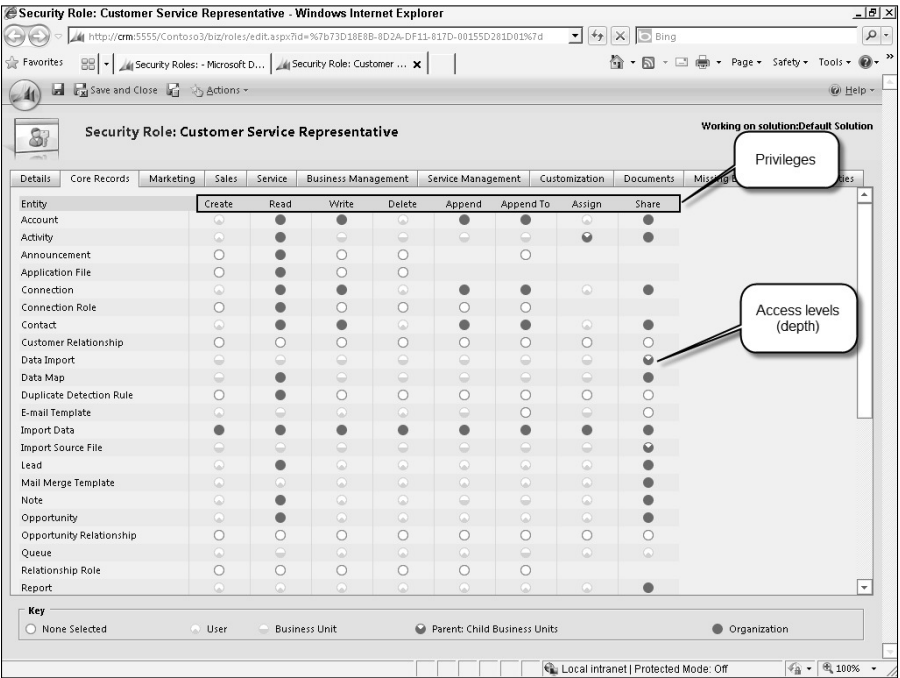 Security Role: Customer Service Representative - Windows Internet Explorer
http://crm:5555/Contoso3/biz/roles/edit.aspx?id=%7b73D18E8B-8D2A-DF11-817D-00155D281D01%7d
Bing
Favorites
Security Roles: - Microsoft D...
Security Role: Customer ...
Page
Safety
Tools
Save and Close
Actions
Help
Security Role: Customer Service Representative
Working on solution:Default Solution
Privileges
Details Core Records Marketing Sales Service Business Management Service Management Customization Documents Missing
Entity Create Read Write Delete Append Append To Assign Share
Account
Activity
Announcement
Application File
Connection
Connection Role
Access levels
(depth)
Contact
Customer Relationship
Data Import
Data Map
Duplicate Detection Rule
E-mail Template
Import Data
Import Source File
Lead
Mail Merge Template
Note
Opportunity
Opportunity Relationship
Queue
Relationship Role
Report
Key
None Selected User Business Unit Parent: Child Business Units Organization
Local intranet | Protected Mode: Off
100%